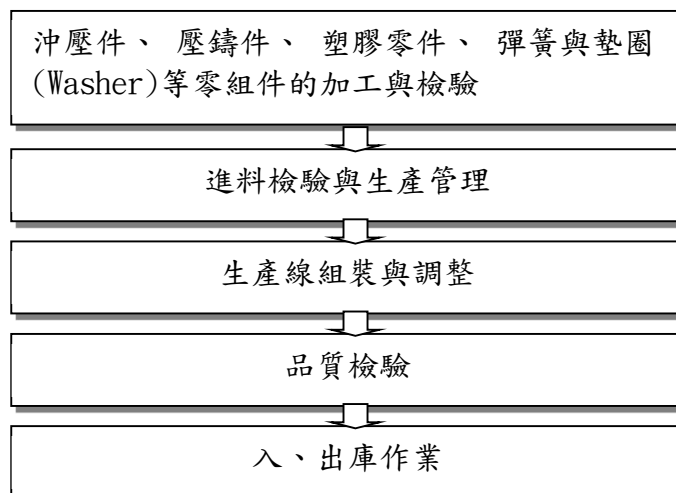 沖壓件、 壓鑄件、 塑膠零件、 彈簧與墊圈
(Washer)等零組件的加工與檢驗
進料檢驗與生產管理
生產線組裝與調整
品質檢驗
入、出庫作業